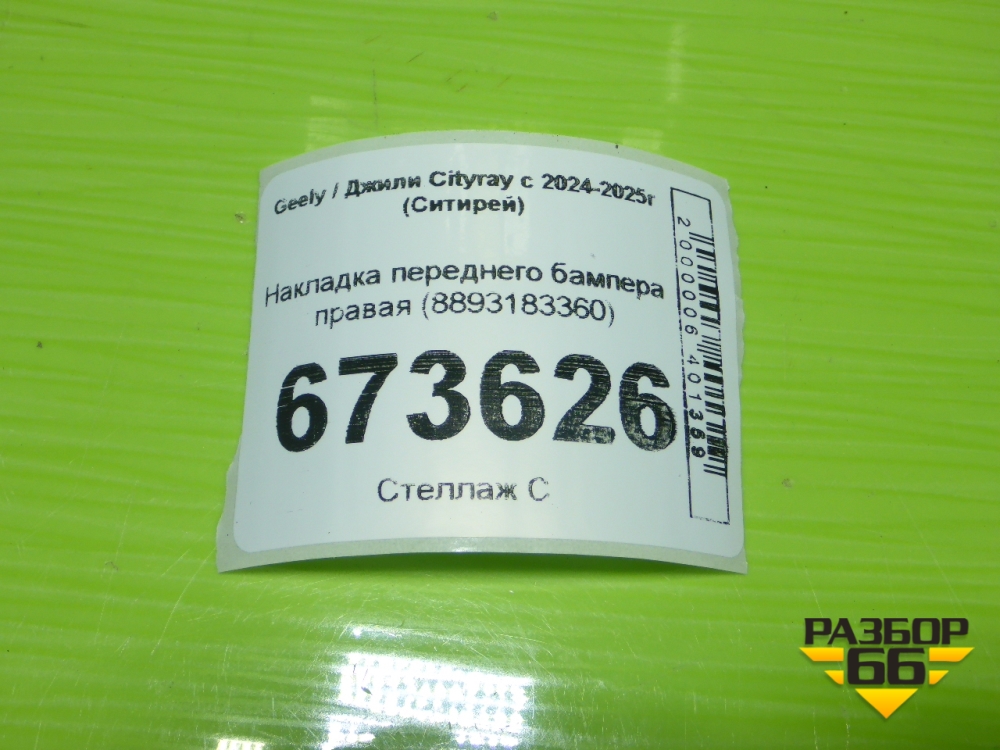 Geely / Джили Cityray с 2024-2025г
(Ситирей)
Накладка переднего бампера
правая (8893183360)
673626
Стеллаж С
2000006401369
РАЗБОР
66